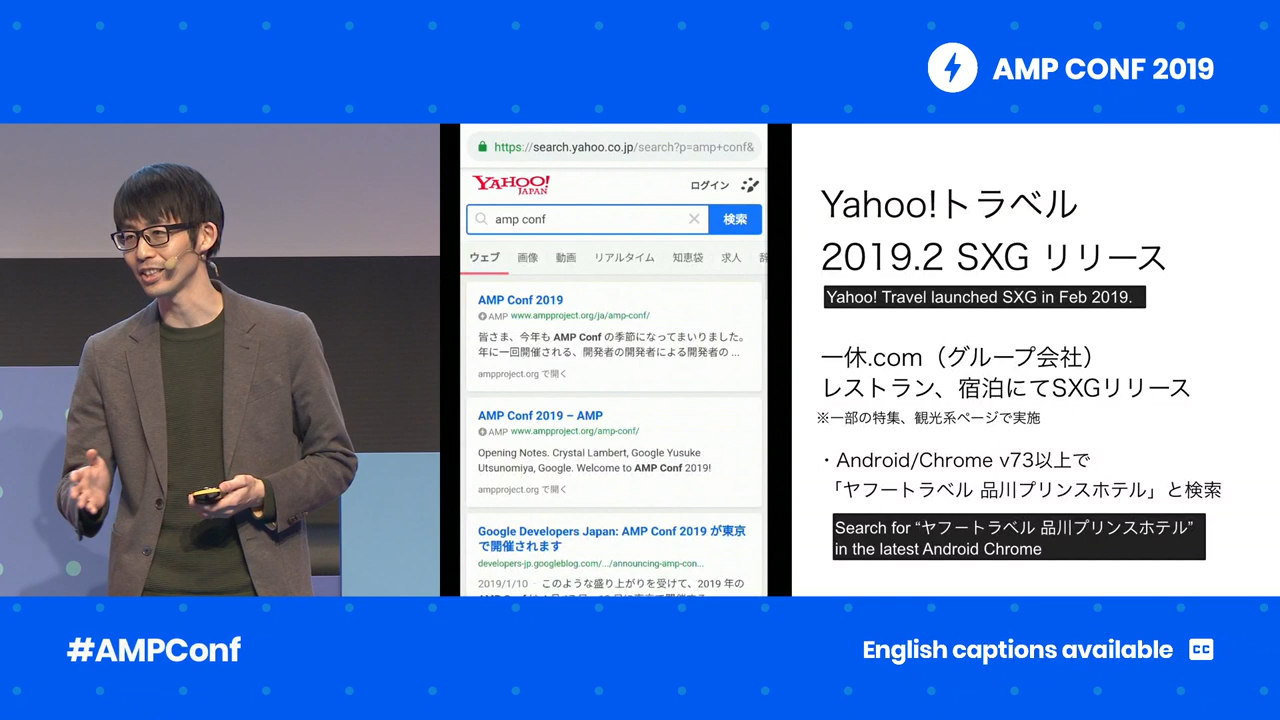 AMP CONF 2019
https://search.yahoo.co.jp/search?p=amp+conf&
YAHOO!
JAPAN
ログイン
amp conf
検索
ウェブ 画像 動画 リアルタイム 知恵袋 求人 辞
AMP Conf 2019
AMP www.ampproject.org/ja/amp-conf/
皆さま、今年も AMP Conf の季節になってまいりました。
年に一回開催される、開発者の開発者による開発者の ...
ampproject.org で開く
AMP Conf 2019 – AMP
AMP www.ampproject.org/amp-conf/
Opening Notes. Crystal Lambert, Google Yusuke
Utsunomiya, Google. Welcome to AMP Conf 2019!
ampproject.org で開く
Google Developers Japan: AMP Conf 2019 が東京
で開催されます
developers-jp.googleblog.com/.../announcing-amp-con...
2019/1/10 - このような盛り上がりを受けて、2019 年の
Yahoo!トラベル
2019.2 SXG リリース
Yahoo! Travel launched SXG in Feb 2019.
一休.com（グループ会社）
レストラン、宿泊にてSXGリリース
※一部の特集、観光系ページで実施
・Android/Chrome v73以上で
「ヤフートラベル 品川プリンスホテル」と検索
Search for “ヤフートラベル 品川プリンスホテル”
in the latest Android Chrome
#AMPConf
English captions available CC